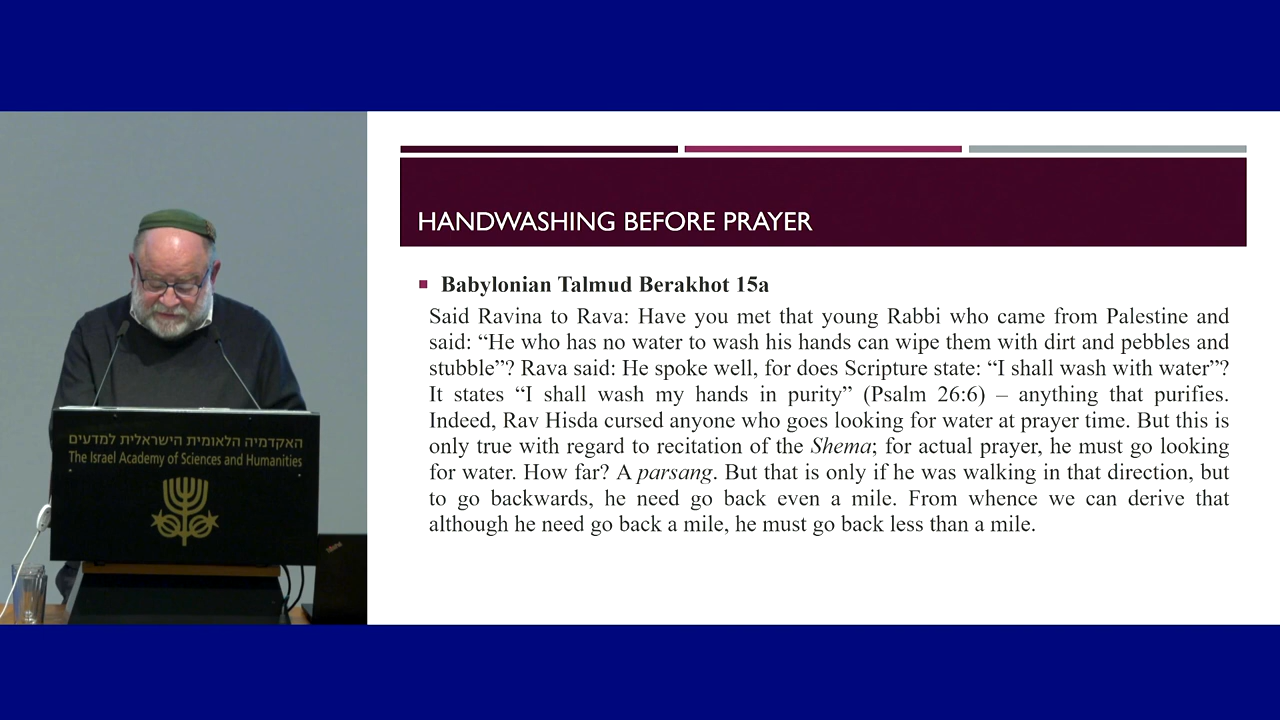 HANDWASHING BEFORE PRAYER
Babylonian Talmud Berakhot 15a
Said Ravina to Rava: Have you met that young Rabbi who came from Palestine and
said: “He who has no water to wash his hands can wipe them with dirt and pebbles and
stubble”? Rava said: He spoke well, for does Scripture state: “I shall wash with water”?
It states “I shall wash my hands in purity” (Psalm 26:6) – anything that purifies.
Indeed, Rav Hisda cursed anyone who goes looking for water at prayer time. But this is
only true with regard to recitation of the Shema; for actual prayer, he must go looking
for water. How far? A parsang. But that is only if he was walking in that direction, but
to go backwards, he need go back even a mile. From whence we can derive that
although he need go back a mile, he must go back less than a mile.
האקדמיה הלאומית הישראלית למדעים
The Israel Academy of Sciences and Humanities